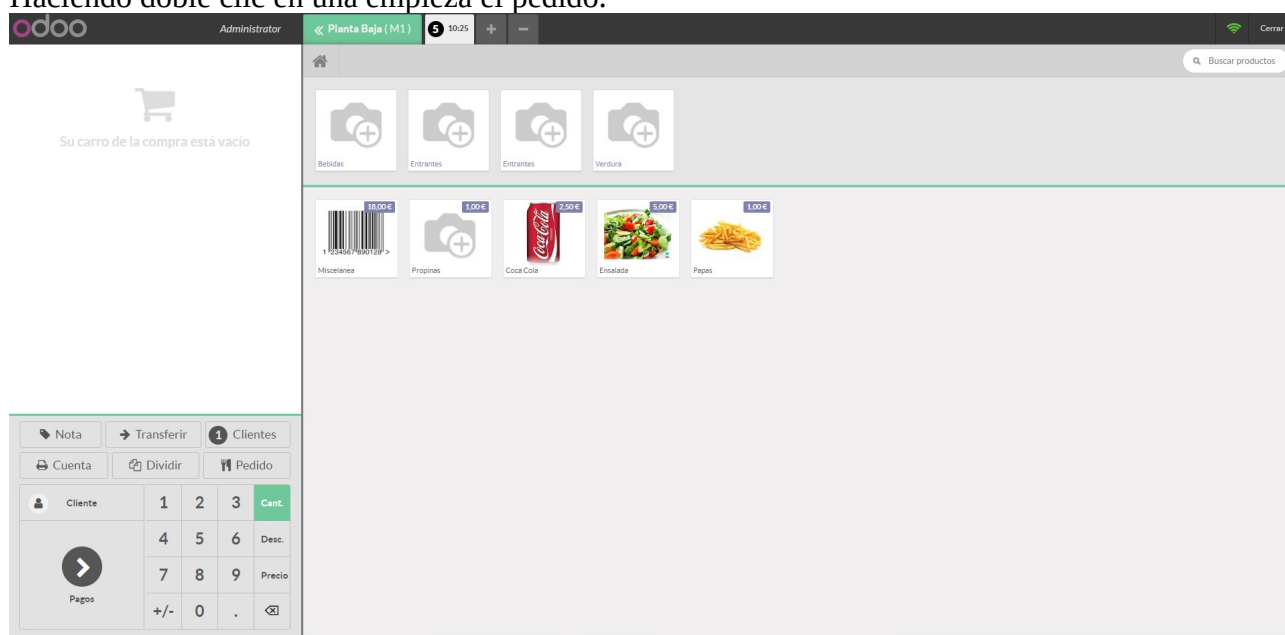 Haciendo doble clic en una empieza el pedido.
odoo Administrator Planta Baja ( M1 ) 5 10:25 + − Cerrar
Buscar productos
Su carro de la compra está vacío
Bebidas Entrantes Entrantes Verdura
18,00 € 1,00 € 2,50 € 5,00 € 1,00 €
Coca-Cola
Miscelánea Propinas Coca Cola Ensalada Papas
Nota Transferir 1 Clientes
Cuenta Dividir Pedido
Cliente 1 2 3 Cant.
4 5 6 Desc.
7 8 9 Precio
Pagos
+/- 0 .